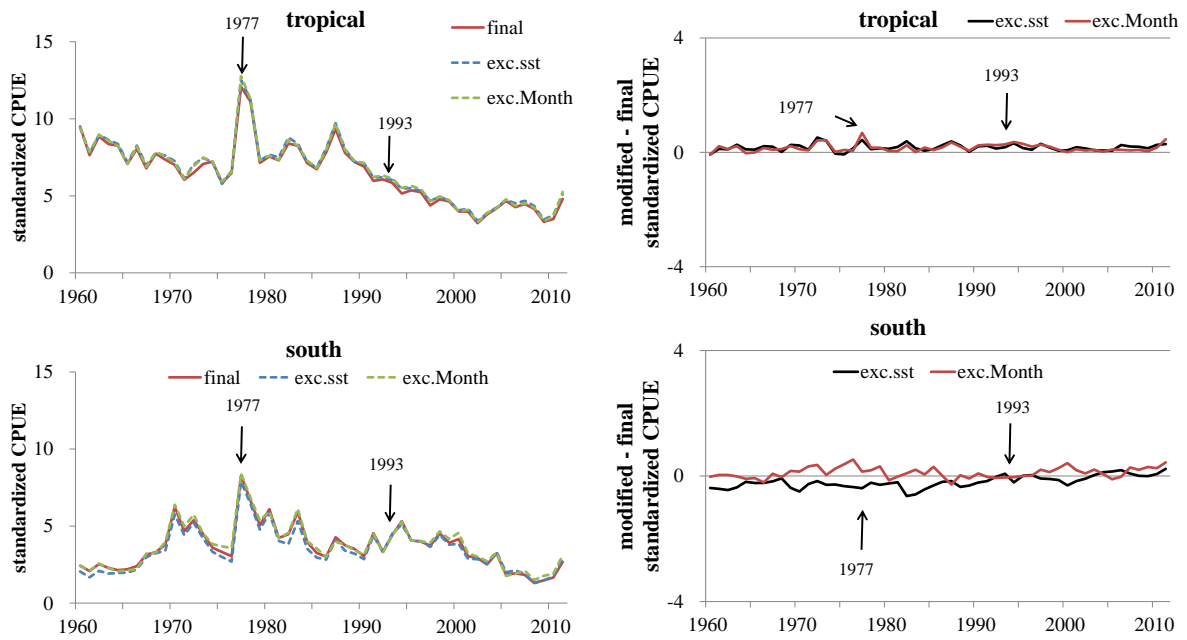 tropical
final
exc.sst
exc.Month
1977
1993
standardized CPUE
15
10
5
0
1960
1970
1980
1990
2000
2010
tropical
exc.sst
exc.Month
1977
1993
modified - final
standardized CPUE
4
0
-4
1960
1970
1980
1990
2000
2010
south
final
exc.sst
exc.Month
1977
1993
standardized CPUE
15
10
5
0
1960
1970
1980
1990
2000
2010
south
exc.sst
exc.Month
1993
1977
modified - final
standardized CPUE
4
0
-4
1960
1970
1980
1990
2000
2010